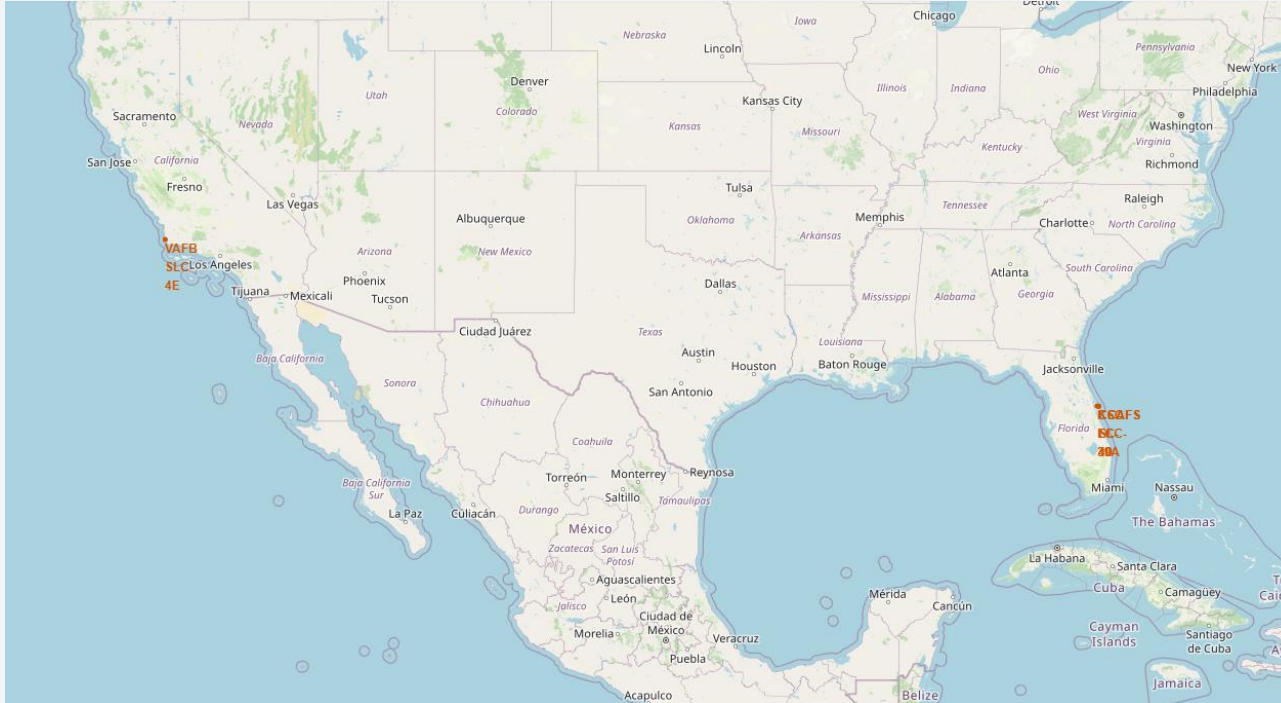 Chicago
Detroit
Iowa
Nebraska
Lincoln
Pennsylvania
New York
Ohio
Illinois
Indiana
Denver
Utah
Philadelphia
Colorado
Kansas City
Sacramento
Nevada
Kansas
Missouri
West Virginia
Washington
Virginia
San Jose
California
Kentucky
Richmond
Fresno
Las Vegas
Tulsa
Raleigh
Albuquerque
Oklahoma
Memphis
Tennessee
Charlotte
North Carolina
Arkansas
VAFB
SLC-
4E
Los Angeles
Arizona
New Mexico
Phoenix
Atlanta
South Carolina
Tijuana
Mexicali
Tucson
Dallas
Mississippi
Alabama
Georgia
Ciudad Juárez
Texas
Louisiana
Baja California
Austin
Houston
Baton Rouge
Jacksonville
Sonora
San Antonio
Chihuahua
Florida
Coahuila
Torreón
Monterrey
Reynosa
Baja California
Sur
Saltillo
Tamaulipas
Miami
Nassau
La Paz
Culiacán
Durango
México
The Bahamas
Zacatecas
San Luis
Potosí
La Habana
Santa Clara
Aguascalientes
Cuba
Camagüey
León
Jalisco
Mérida
Cancún
Ciudad de
México
Morelia
Veracruz
Cayman
Islands
Santiago
de Cuba
Puebla
Jamaica
Acapulco
Belize